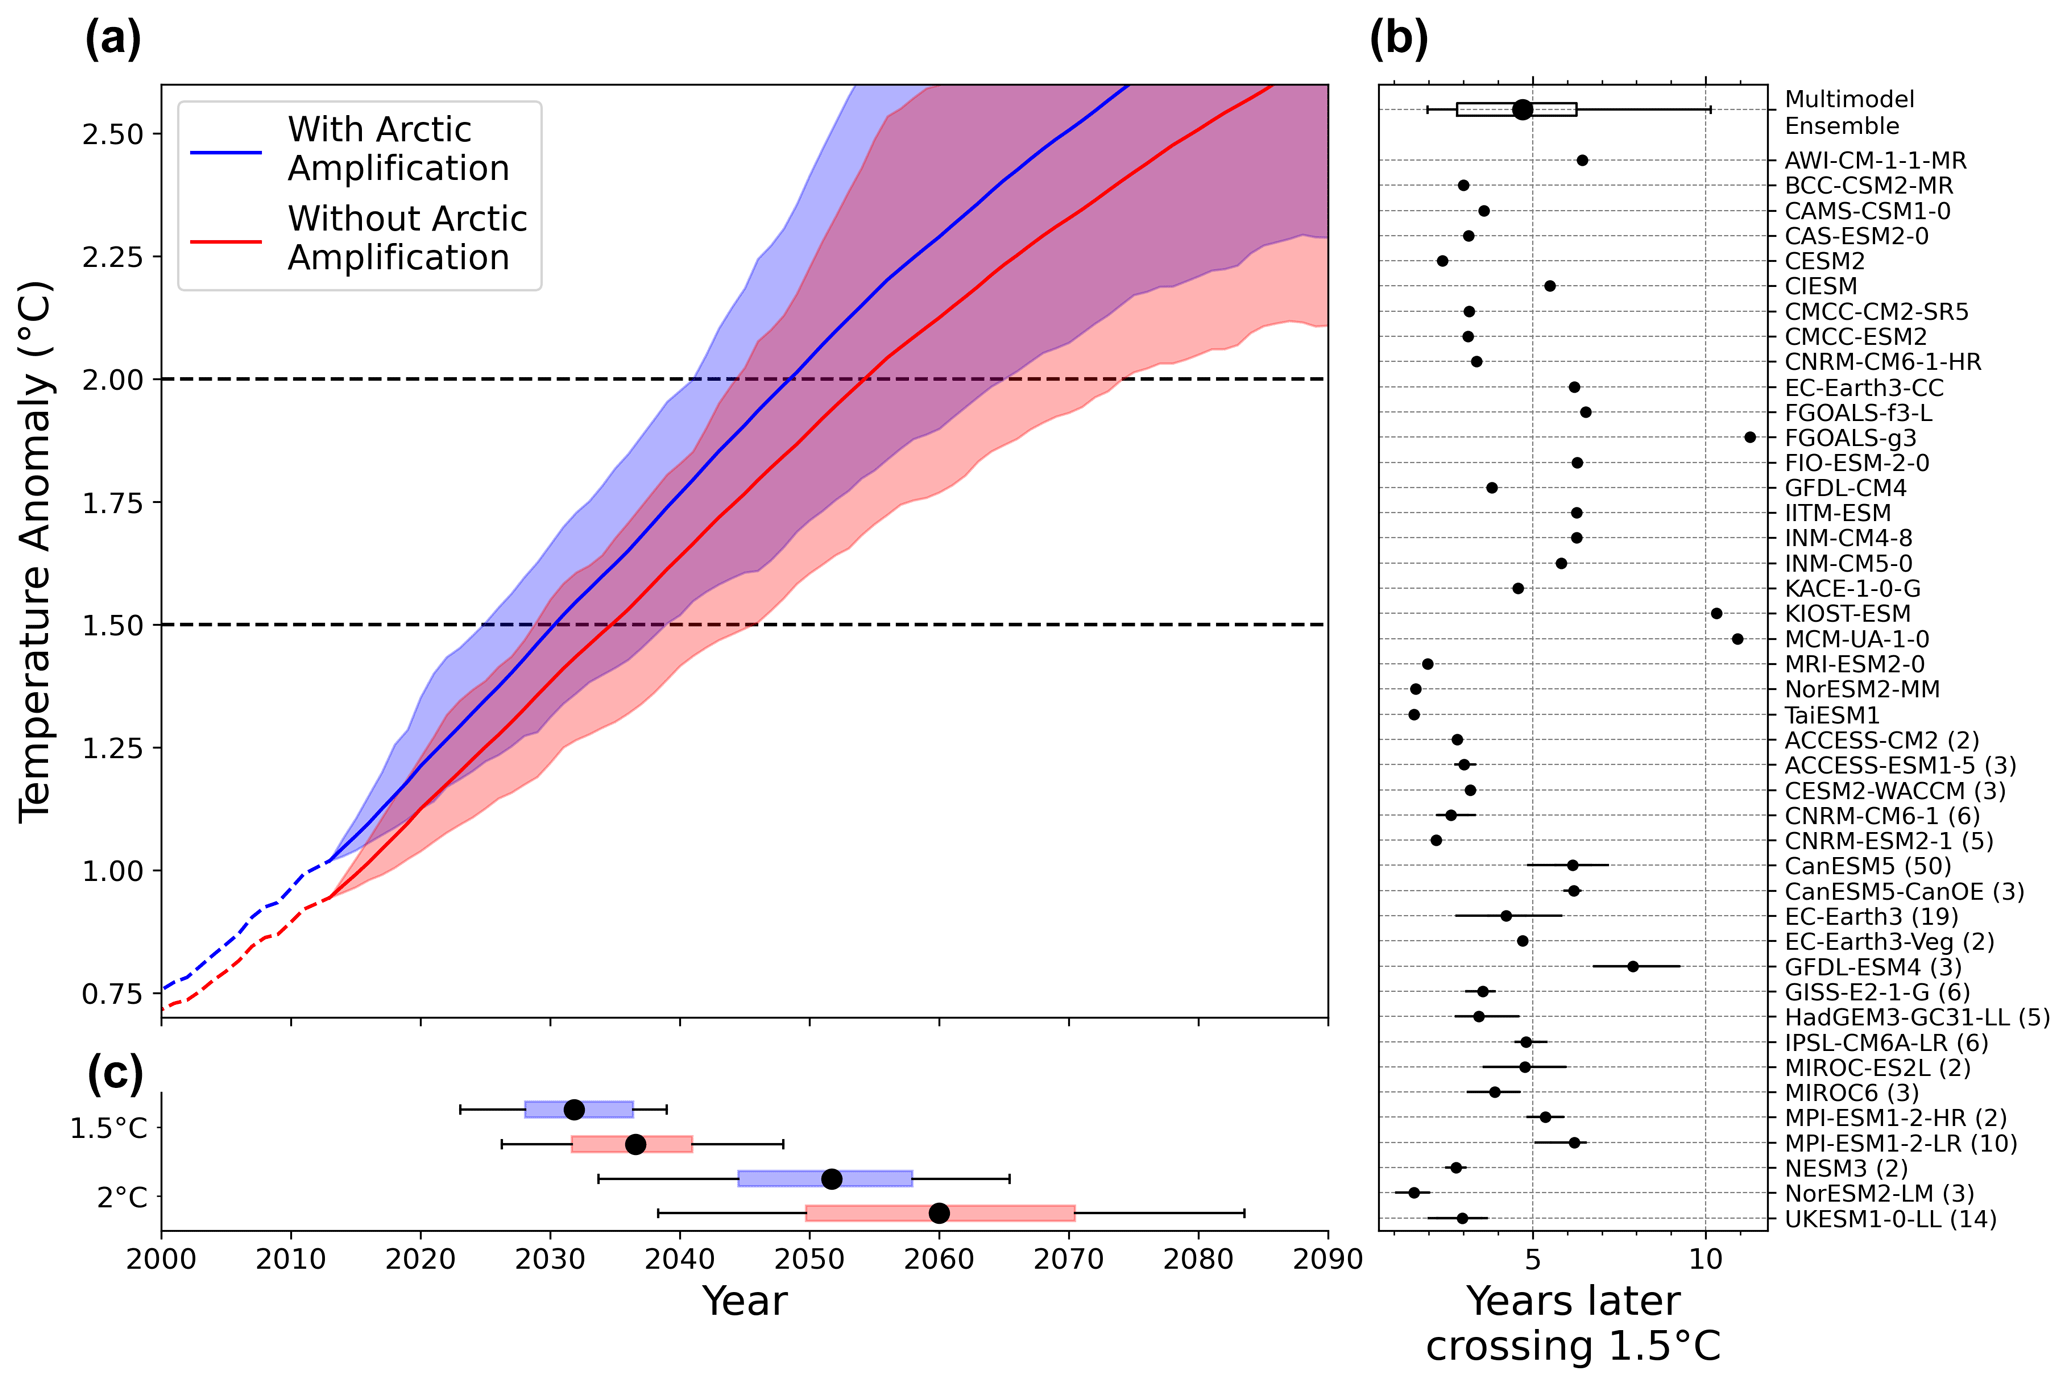 (a)
With Arctic
Amplification
Without Arctic
Amplification
2.50
2.25
2.00
1.75
1.50
1.25
1.00
0.75
Temperature Anomaly (°C)
(b)
Multimodel
Ensemble
AWI-CM-1-1-MR
BCC-CSM2-MR
CAMS-CSM1-0
CAS-ESM2-0
CESM2
CIESM
CMCC-CM2-SR5
CMCC-ESM2
CNRM-CM6-1-HR
EC-Earth3-CC
FGOALS-f3-L
FGOALS-g3
FIO-ESM-2-0
GFDL-CM4
IITM-ESM
INM-CM4-8
INM-CM5-0
KACE-1-0-G
KIOST-ESM
MCM-UA-1-0
MRI-ESM2-0
NorESM2-MM
TaiESM1
ACCESS-CM2 (2)
ACCESS-ESM1-5 (3)
CESM2-WACCM (3)
CNRM-CM6-1 (6)
CNRM-ESM2-1 (5)
CanESM5 (50)
CanESM5-CanOE (3)
EC-Earth3 (19)
EC-Earth3-Veg (2)
GFDL-ESM4 (3)
GISS-E2-1-G (6)
HadGEM3-GC31-LL (5)
IPSL-CM6A-LR (6)
MIROC-ES2L (2)
MIROC6 (3)
MPI-ESM1-2-HR (2)
MPI-ESM1-2-LR (10)
NESM3 (2)
NorESM2-LM (3)
UKESM1-0-LL (14)
5 10
Years later
crossing 1.5°C
(c)
1.5°C
2°C
2000 2010 2020 2030 2040 2050 2060 2070 2080 2090
Year